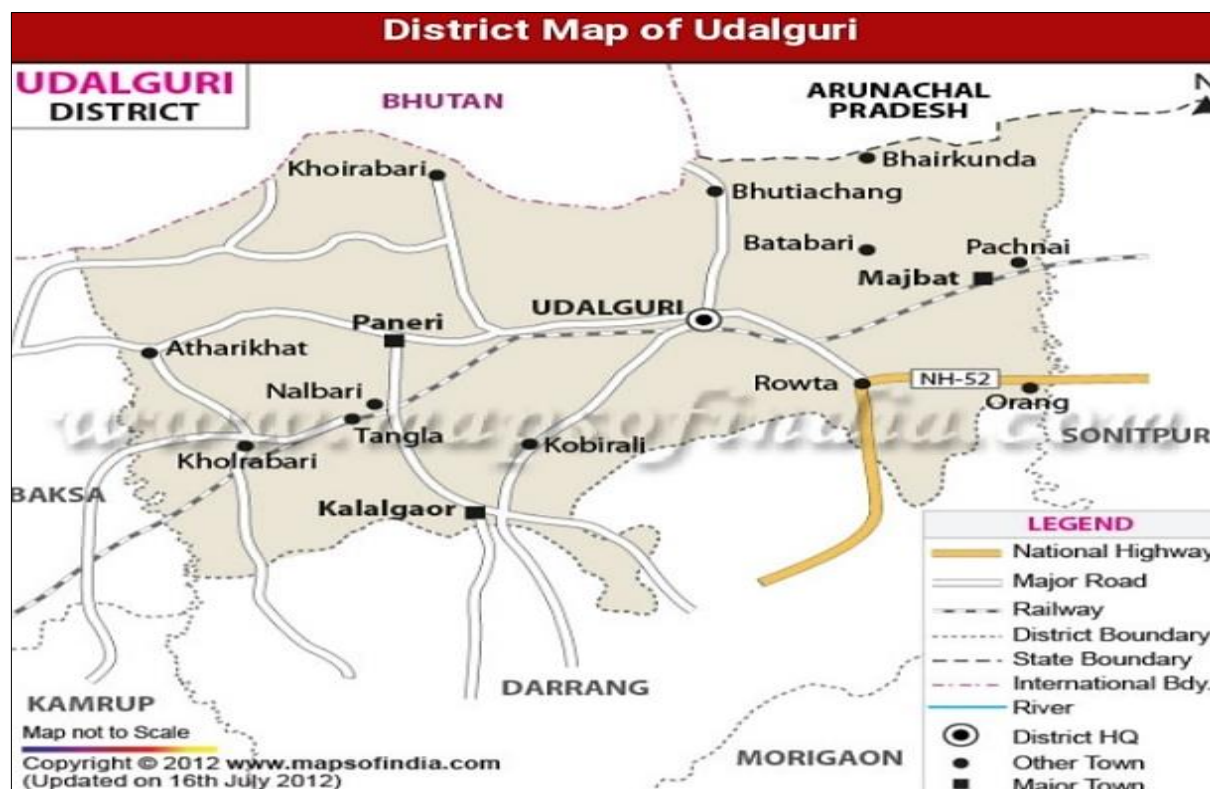 District Map of Udalguri
UDALGURI
DISTRICT
BHUTAN
ARUNACHAL
PRADESH
N
Khoirabari
Bhairkunda
Bhutiachang
Batabari
Pachnai
Majbat
UDALGURI
Paneri
Atharikhat
Nalbari
Rowta
NH-52
Orang
www.mapsofindia.com
Tangla
Kobirali
SONITPUR
Kholrabari
BAKSA
Kalalgaor
LEGEND
National Highway
Major Road
Railway
District Boundary
State Boundary
International Bdy.
River
District HQ
Other Town
Major Town
DARRANG
KAMRUP
MORIGAON
Map not to Scale
Copyright © 2012 www.mapsofindia.com
(Updated on 16th July 2012)